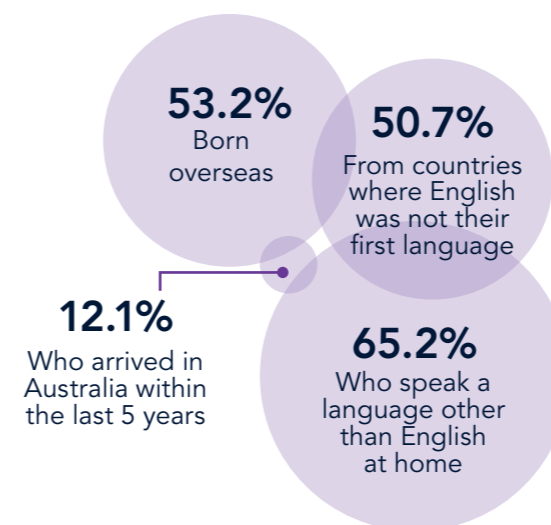 53.2%
Born
overseas
50.7%
From countries
where English
was not their
first language
12.1%
Who arrived in
Australia within
the last 5 years
65.2%
Who speak a
language other
than English
at home